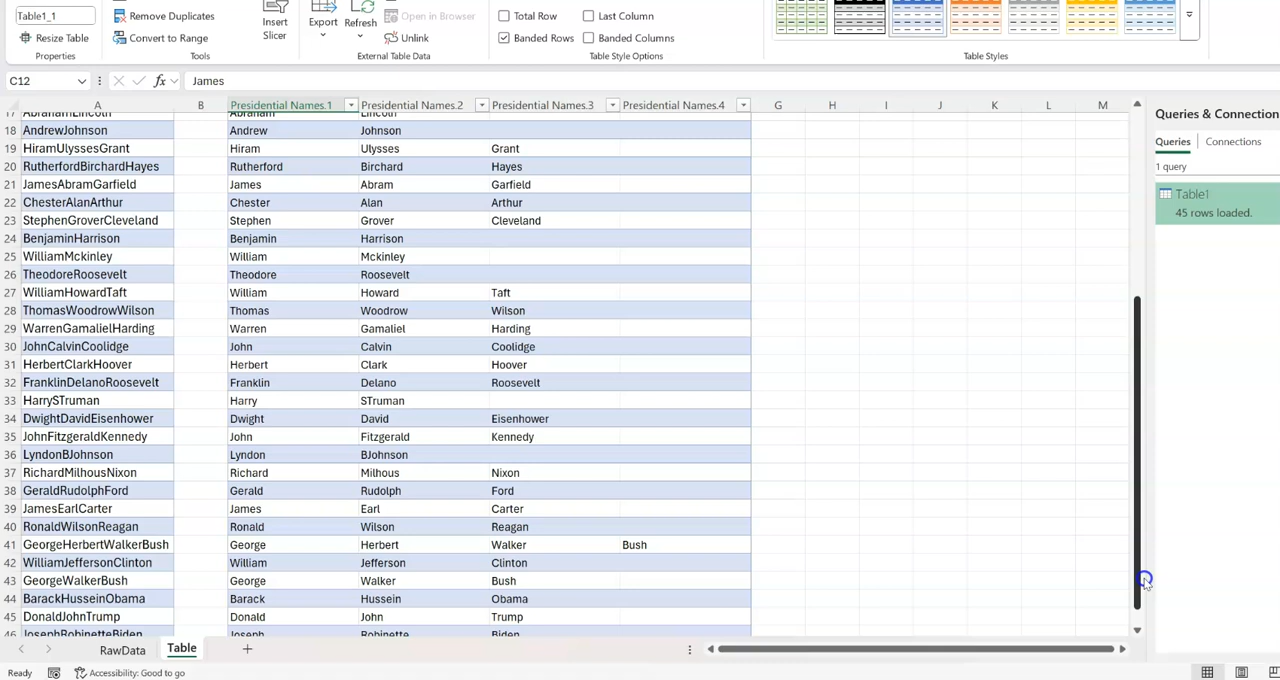 Table1_1
Remove Duplicates
Insert
Export
Refresh
Open in Browser
Total Row
Last Column
Resize Table
Convert to Range
Slicer
Unlink
Banded Rows
Banded Columns
Properties
Tools
External Table Data
Table Style Options
Table Styles
C12
fx
James
A B Presidential Names.1 Presidential Names.2 Presidential Names.3 Presidential Names.4 G H I J K L M
17 AbrahamLincoln Abraham Lincoln
18 AndrewJohnson Andrew Johnson
19 HiramUlyssesGrant Hiram Ulysses Grant
20 RutherfordBirchardHayes Rutherford Birchard Hayes
21 JamesAbramGarfield James Abram Garfield
22 ChesterAlanArthur Chester Alan Arthur
23 StephenGroverCleveland Stephen Grover Cleveland
24 BenjaminHarrison Benjamin Harrison
25 WilliamMckinley William Mckinley
26 TheodoreRoosevelt Theodore Roosevelt
27 WilliamHowardTaft William Howard Taft
28 ThomasWoodrowWilson Thomas Woodrow Wilson
29 WarrenGamalielHarding Warren Gamaliel Harding
30 JohnCalvinCoolidge John Calvin Coolidge
31 HerbertClarkHoover Herbert Clark Hoover
32 FranklinDelanoRoosevelt Franklin Delano Roosevelt
33 HarrySTruman Harry STruman
34 DwightDavidEisenhower Dwight David Eisenhower
35 JohnFitzgeraldKennedy John Fitzgerald Kennedy
36 LyndonBJohnson Lyndon BJohnson
37 RichardMilhousNixon Richard Milhous Nixon
38 GeraldRudolphFord Gerald Rudolph Ford
39 JamesEarlCarter James Earl Carter
40 RonaldWilsonReagan Ronald Wilson Reagan
41 GeorgeHerbertWalkerBush George Herbert Walker Bush
42 WilliamJeffersonClinton William Jefferson Clinton
43 GeorgeWalkerBush George Walker Bush
44 BarackHusseinObama Barack Hussein Obama
45 DonaldJohnTrump Donald John Trump
46 JosephRobinetteBiden Joseph Robinette Biden
Queries & Connection
Queries Connections
1 query
Table1
45 rows loaded.
RawData Table
Ready
Accessibility: Good to go